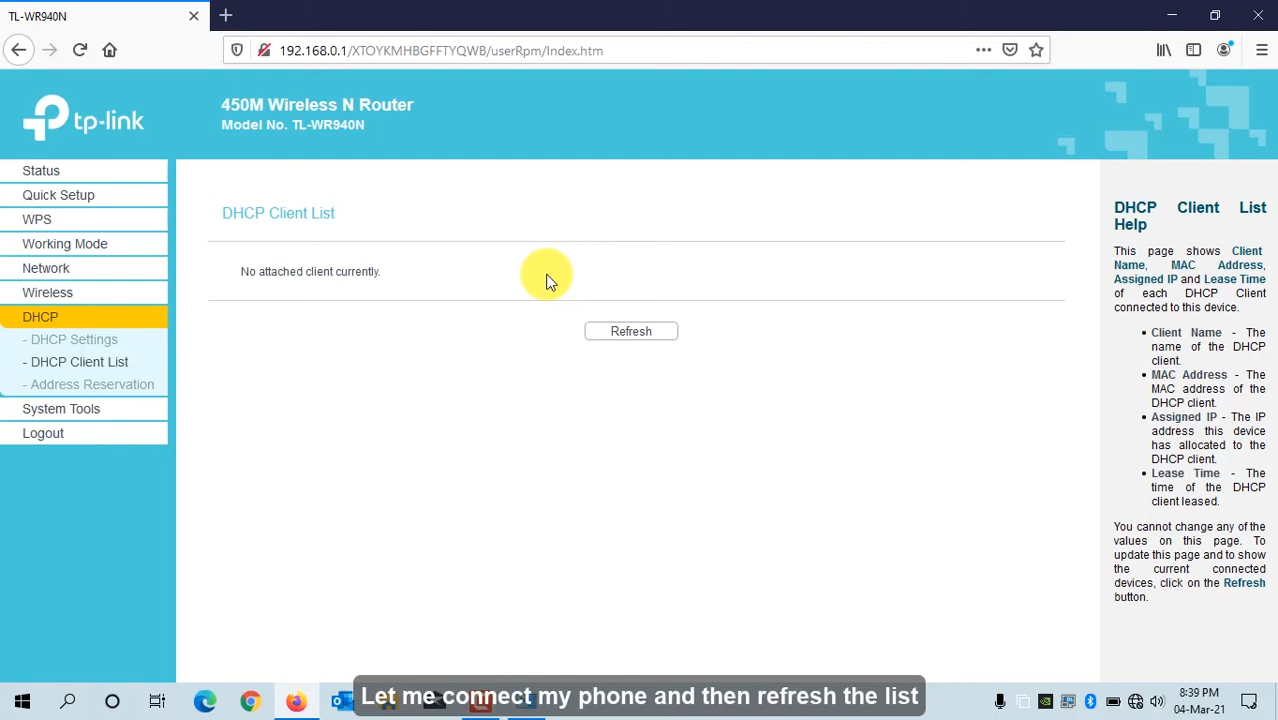 TL-WR940N
192.168.0.1/XTOYKMHBGFFTYQWB/userRpm/Index.htm
tp-link
450M Wireless N Router
Model No. TL-WR940N
Status
Quick Setup
WPS
Working Mode
Network
Wireless
DHCP
- DHCP Settings
- DHCP Client List
- Address Reservation
System Tools
Logout
DHCP Client List
No attached client currently.
Refresh
DHCP Client List
Help
This page shows Client
Name, MAC Address,
Assigned IP and Lease Time
of each DHCP Client
connected to this device.
Client Name - The
name of the DHCP
client.
MAC Address - The
MAC address of the
DHCP client.
Assigned IP - The IP
address this device
has allocated to the
DHCP client.
Lease Time - The
time of the DHCP
client leased.
You cannot change any of the
values on this page. To
update this page and to show
the current connected
devices, click on the Refresh
button.
Let me connect my phone and then refresh the list
8:39 PM
04-Mar-21